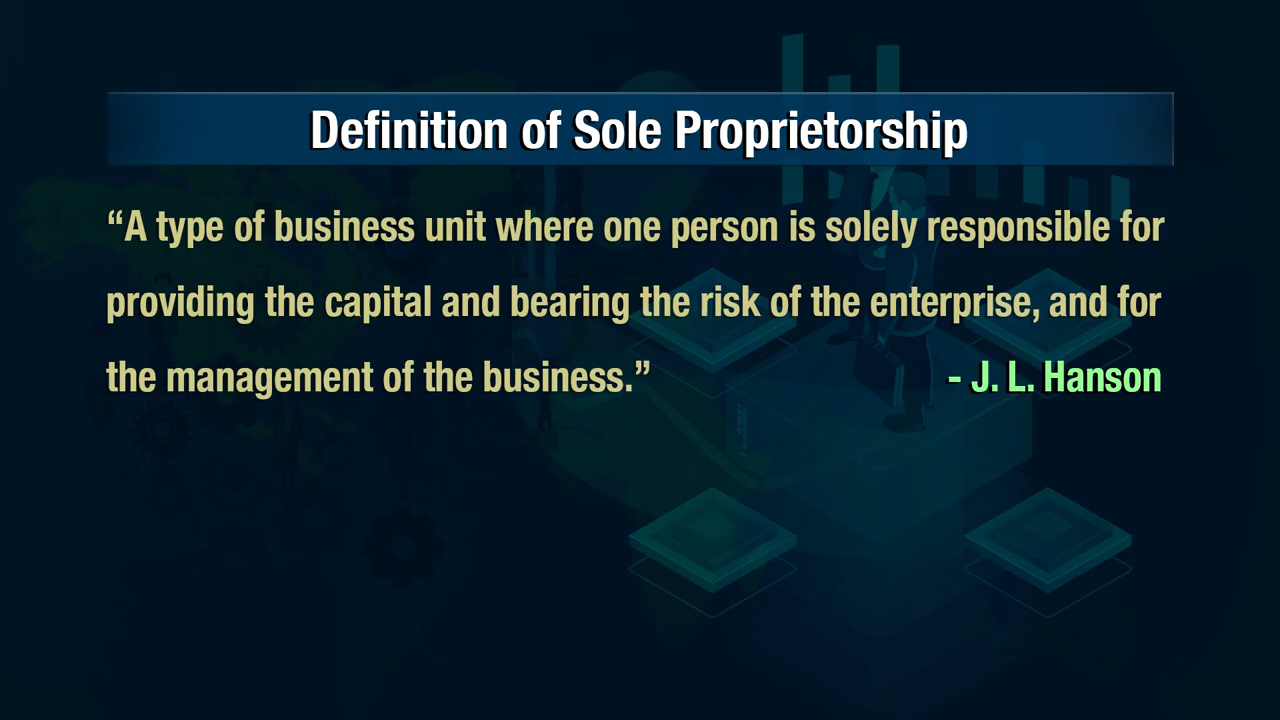 Definition of Sole Proprietorship
“A type of business unit where one person is solely responsible for
providing the capital and bearing the risk of the enterprise, and for
the management of the business.” - J. L. Hanson